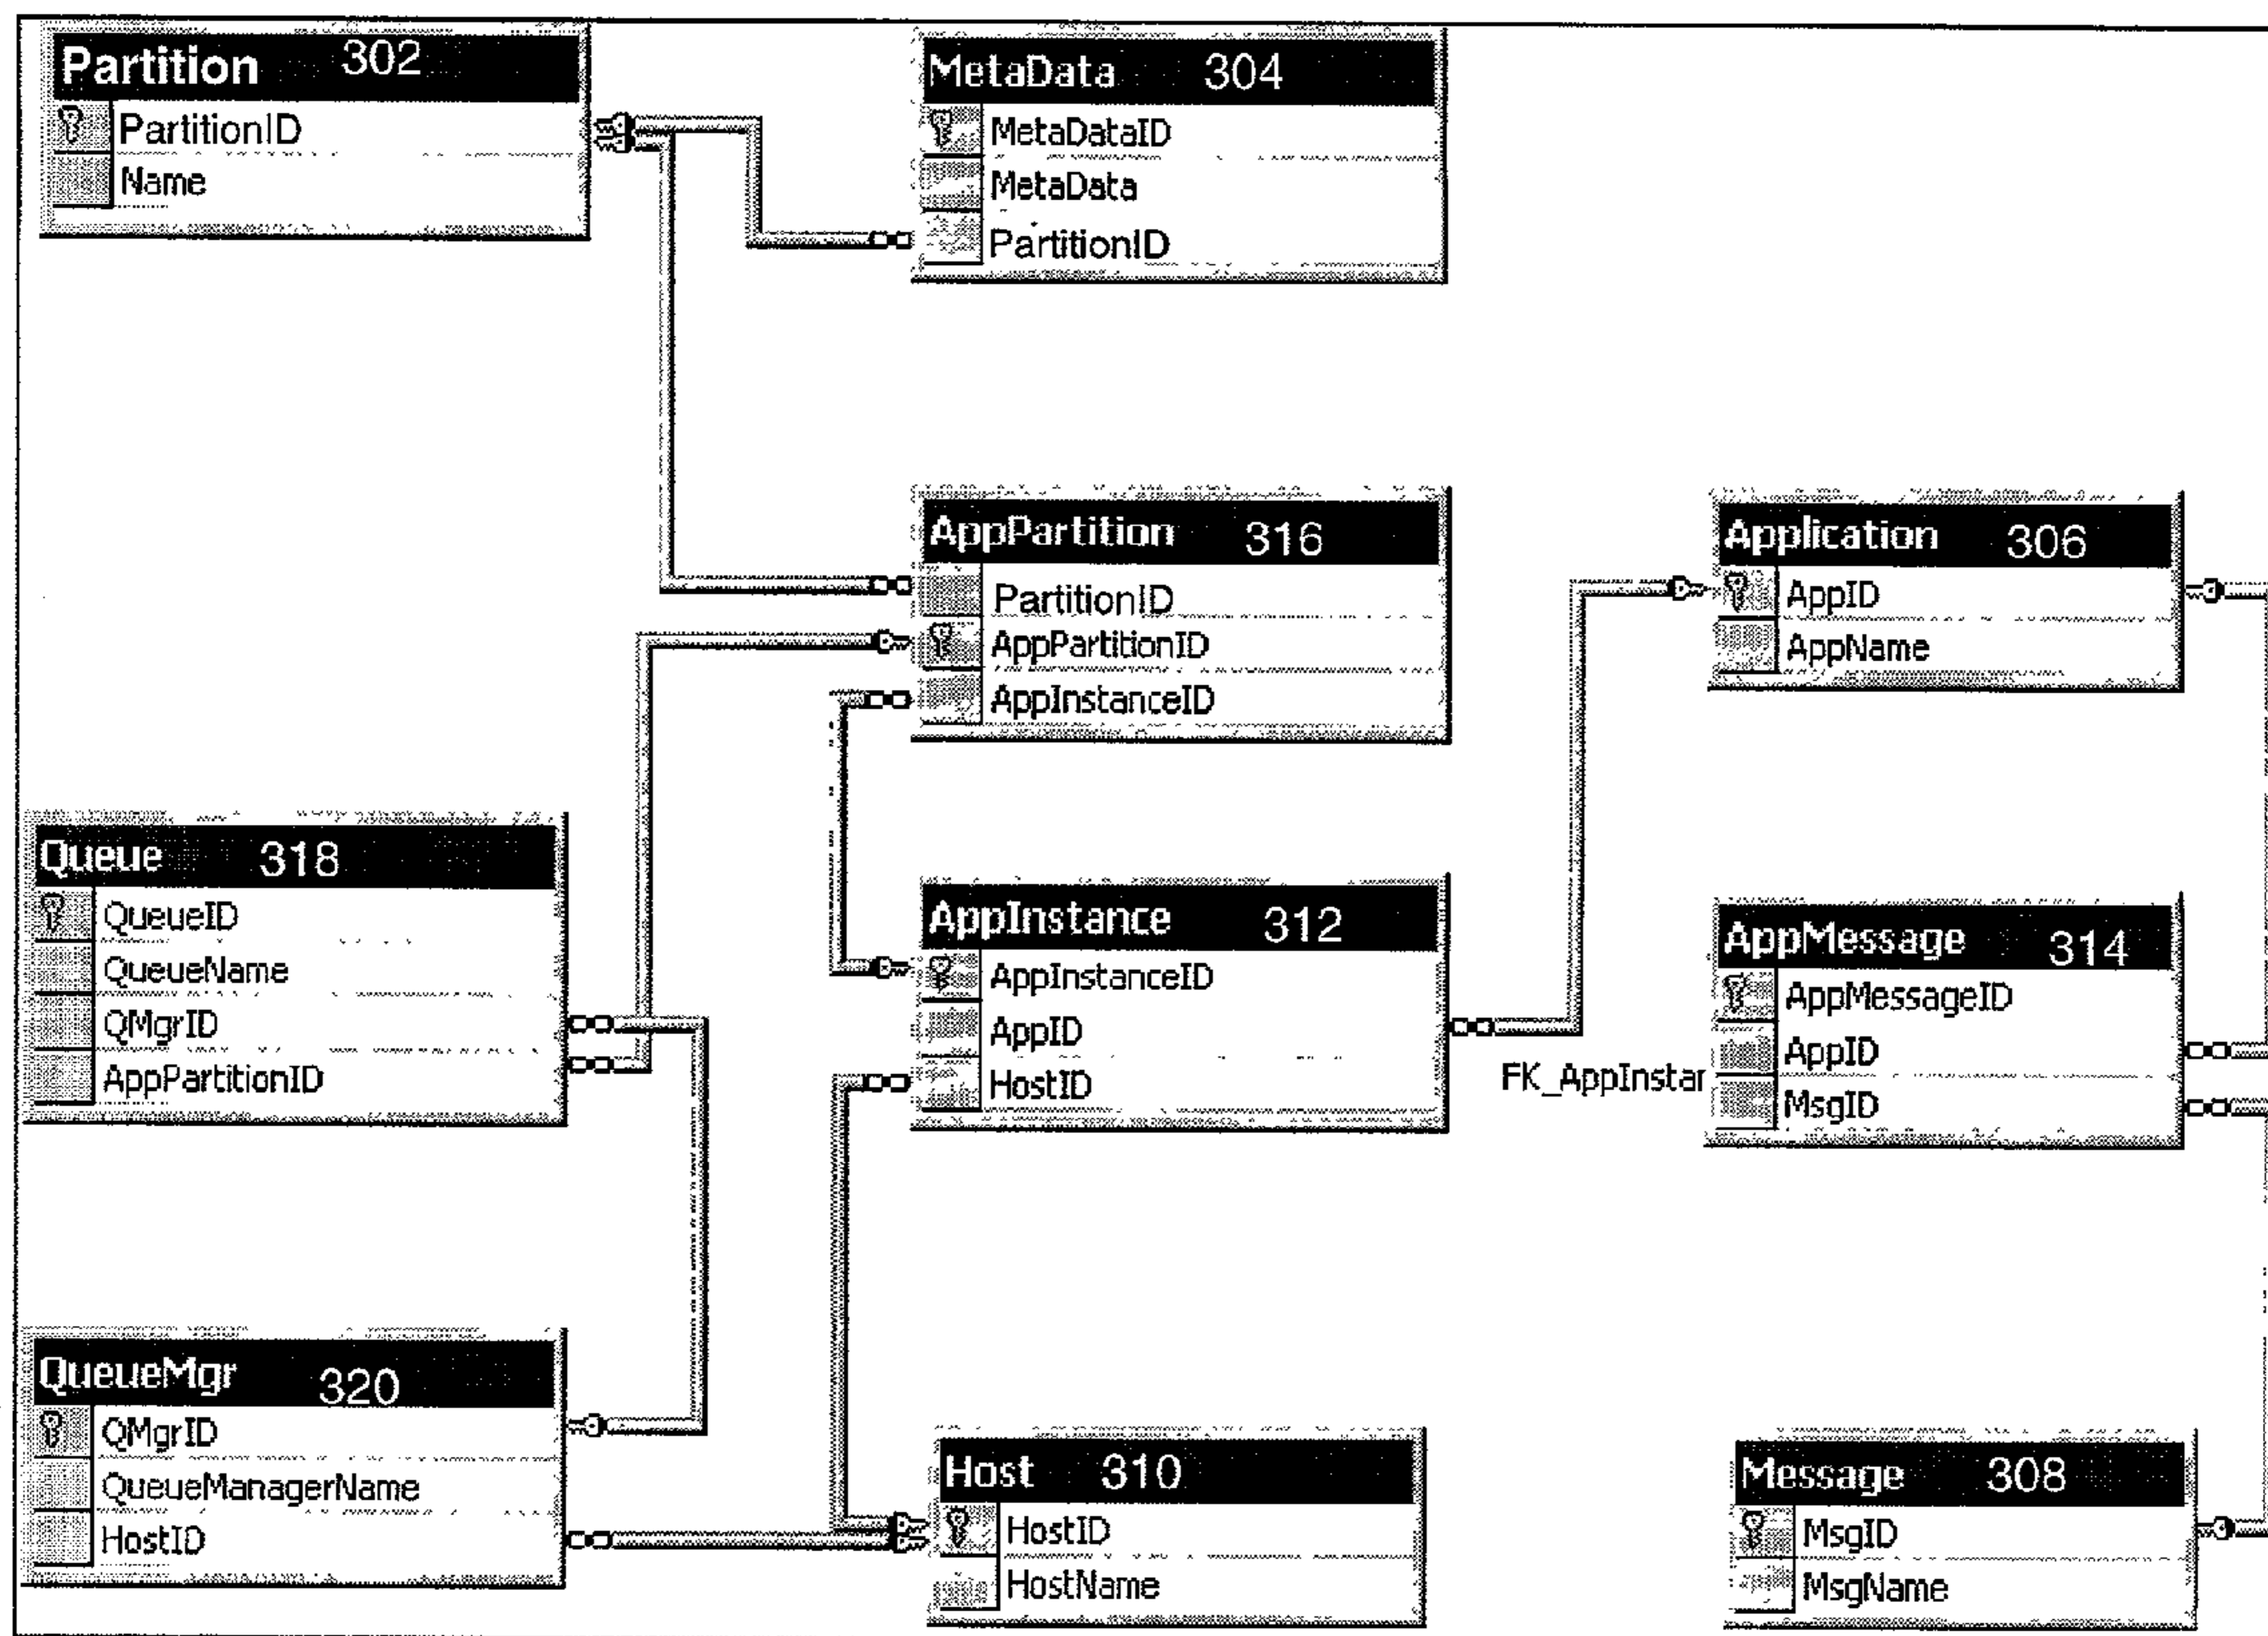 Partition 302
PartitionID
Name
MetaData 304
MetaDataID
MetaData
PartitionID
AppPartition 316
PartitionID
AppPartitionID
AppInstanceID
Application 306
AppID
AppName
Queue 318
QueueID
QueueName
QMgrID
AppPartitionID
AppInstance 312
AppInstanceID
AppID
HostID
FK_AppInstar
AppMessage 314
AppMessageID
AppID
MsgID
QueueMgr 320
QMgrID
QueueManagerName
HostID
Host 310
HostID
HostName
Message 308
MsgID
MsgName